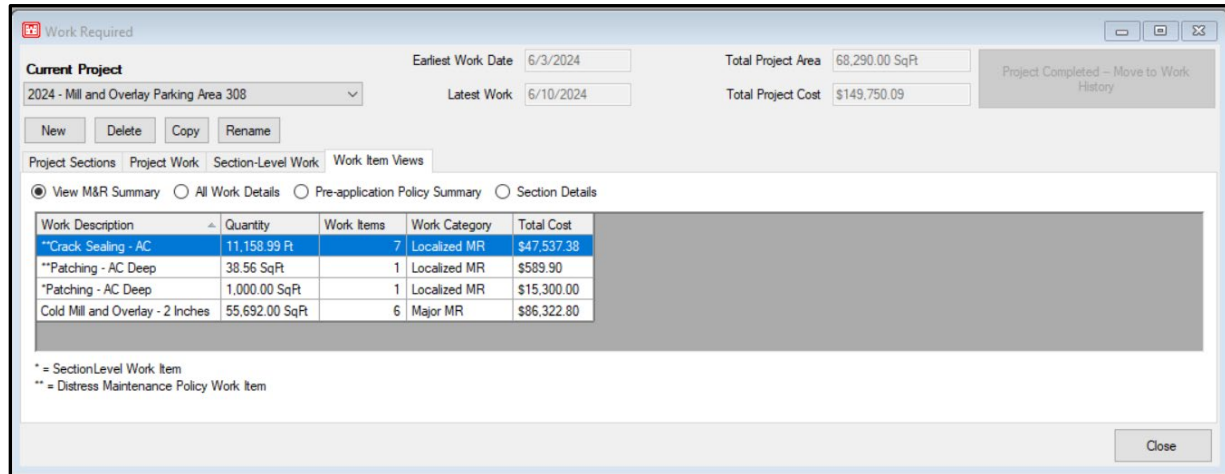 Work Required
Earliest Work Date 6/3/2024 Total Project Area 68,290.00 SqFt
Project Completed -- Move to Work
History
Current Project
2024 - Mill and Overlay Parking Area 308 Latest Work 6/10/2024 Total Project Cost $149,750.09
New Delete Copy Rename
Project Sections Project Work Section-Level Work Work Item Views
View M&R Summary All Work Details Pre-application Policy Summary Section Details
Work Description Quantity Work Items Work Category Total Cost
**Crack Sealing - AC 11,158.99 Ft 7 Localized MR $47,537.38
**Patching - AC Deep 38.56 SqFt 1 Localized MR $589.90
*Patching - AC Deep 1,000.00 SqFt 1 Localized MR $15,300.00
Cold Mill and Overlay - 2 Inches 55,692.00 SqFt 6 Major MR $86,322.80
* = SectionLevel Work Item
** = Distress Maintenance Policy Work Item
Close